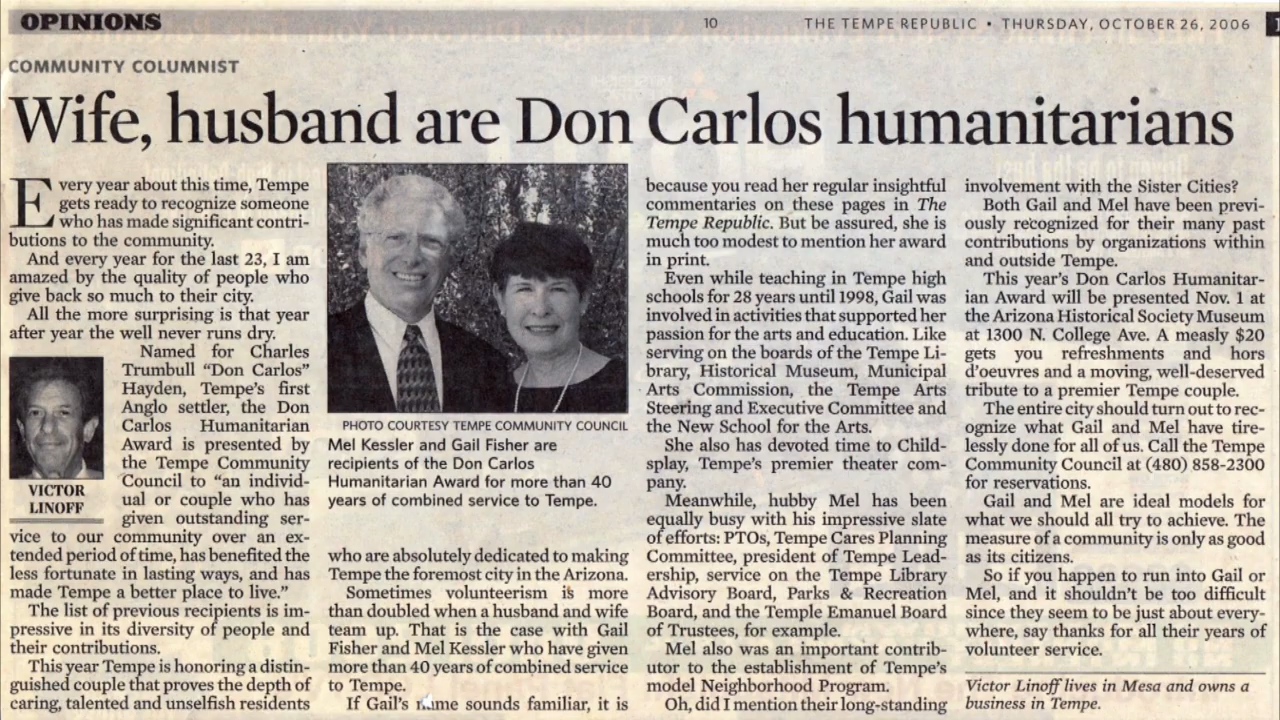 OPINIONS
10
THE TEMPE REPUBLIC • THURSDAY, OCTOBER 26, 2006
COMMUNITY COLUMNIST
Wife, husband are Don Carlos humanitarians
Every year about this time, Tempe
gets ready to recognize someone
who has made significant contri-
butions to the community.
And every year for the last 23, I am
amazed by the quality of people who
give back so much to their city.
All the more surprising is that year
after year the well never runs dry.
Named for Charles
Trumbull “Don Carlos”
Hayden, Tempe’s first
Anglo settler, the Don
Carlos Humanitarian
Award is presented by
the Tempe Community
Council to “an individ-
ual or couple who has
given outstanding ser-
VICTOR
LINOFF
vice to our community over an ex-
tended period of time, has benefited the
less fortunate in lasting ways, and has
made Tempe a better place to live.”
The list of previous recipients is im-
pressive in its diversity of people and
their contributions.
This year Tempe is honoring a distin-
guished couple that proves the depth of
caring, talented and unselfish residents
PHOTO COURTESY TEMPE COMMUNITY COUNCIL
Mel Kessler and Gail Fisher are
recipients of the Don Carlos
Humanitarian Award for more than 40
years of combined service to Tempe.
who are absolutely dedicated to making
Tempe the foremost city in the Arizona.
Sometimes volunteerism is more
than doubled when a husband and wife
team up. That is the case with Gail
Fisher and Mel Kessler who have given
more than 40 years of combined service
to Tempe.
If Gail’s name sounds familiar, it is
because you read her regular insightful
commentaries on these pages in The
Tempe Republic. But be assured, she is
much too modest to mention her award
in print.
Even while teaching in Tempe high
schools for 28 years until 1998, Gail was
involved in activities that supported her
passion for the arts and education. Like
serving on the boards of the Tempe Li-
brary, Historical Museum, Municipal
Arts Commission, the Tempe Arts
Steering and Executive Committee and
the New School for the Arts.
She also has devoted time to Child-
splay, Tempe’s premier theater com-
pany.
Meanwhile, hubby Mel has been
equally busy with his impressive slate
of efforts: PTOs, Tempe Cares Planning
Committee, president of Tempe Lead-
ership, service on the Tempe Library
Advisory Board, Parks & Recreation
Board, and the Temple Emanuel Board
of Trustees, for example.
Mel also was an important contrib-
utor to the establishment of Tempe’s
model Neighborhood Program.
Oh, did I mention their long-standing
involvement with the Sister Cities?
Both Gail and Mel have been previ-
ously recognized for their many past
contributions by organizations within
and outside Tempe.
This year’s Don Carlos Humanitar-
ian Award will be presented Nov. 1 at
the Arizona Historical Society Museum
at 1300 N. College Ave. A measly $20
gets you refreshments and hors
d’oeuvres and a moving, well-deserved
tribute to a premier Tempe couple.
The entire city should turn out to rec-
ognize what Gail and Mel have tire-
lessly done for all of us. Call the Tempe
Community Council at (480) 858-2300
for reservations.
Gail and Mel are ideal models for
what we should all try to achieve. The
measure of a community is only as good
as its citizens.
So if you happen to run into Gail or
Mel, and it shouldn’t be too difficult
since they seem to be just about every-
where, say thanks for all their years of
volunteer service.
Victor Linoff lives in Mesa and owns a
business in Tempe.